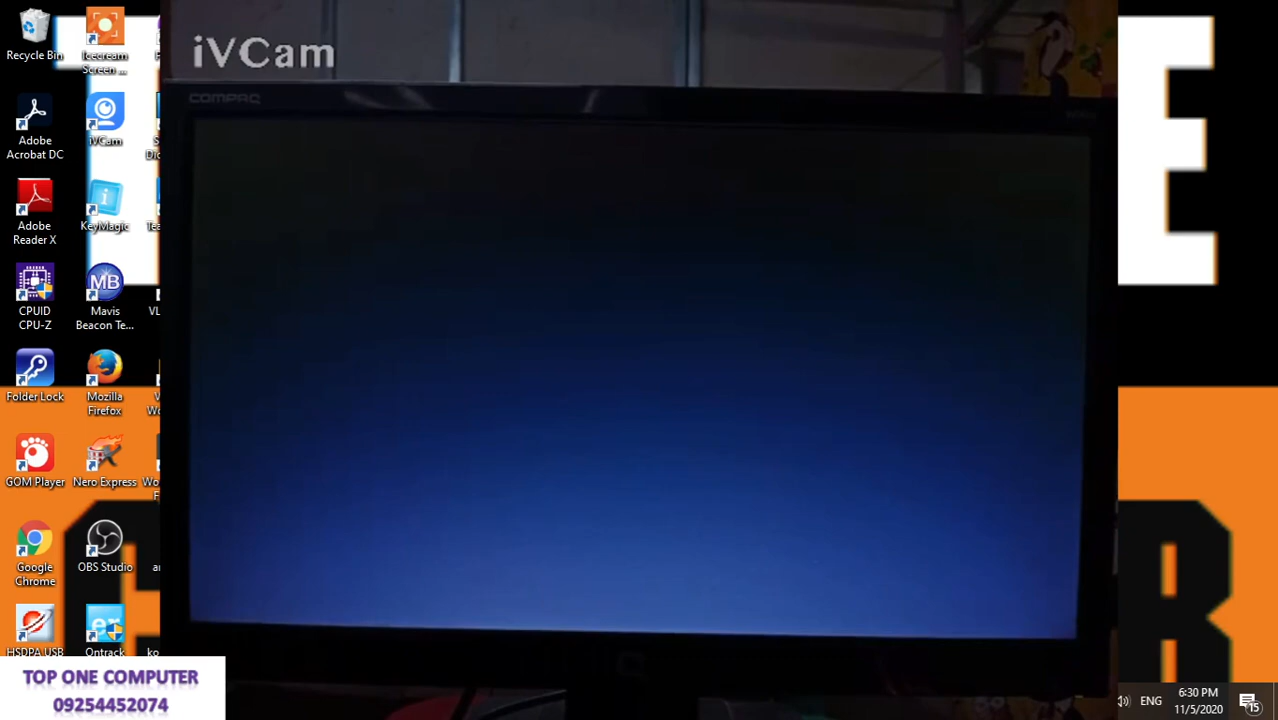 Recycle Bin
Icecream
Screen ...
iVCam
COMPAQ
Adobe
Acrobat DC
iVCam
Adobe
Reader X
KeyMagic
CPUID
CPU-Z
MB
Mavis
Beacon Te...
Folder Lock
Mozilla
Firefox
GOM Player
Nero Express
Google
Chrome
OBS Studio
HSDPA USB
er
Ontrack
TOP ONE COMPUTER
09254452074
E
R
ENG
6:30 PM
11/5/2020
15